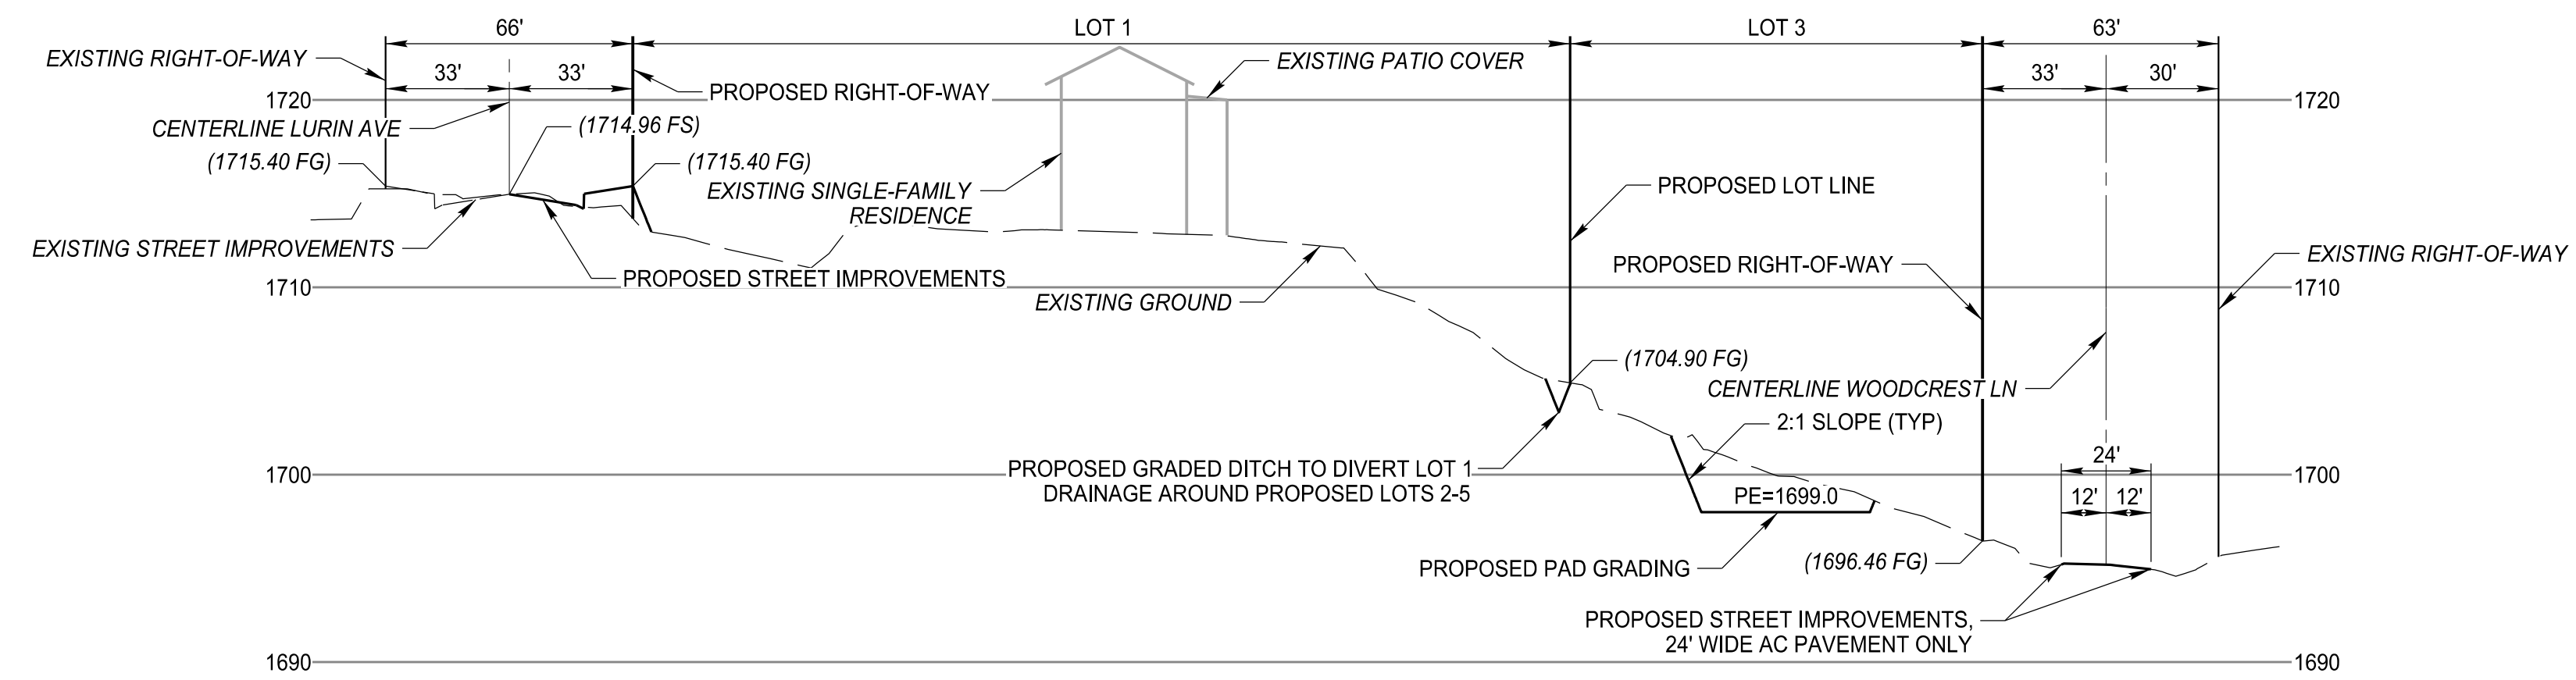 66'
LOT 1
LOT 3
63'
EXISTING RIGHT-OF-WAY
EXISTING PATIO COVER
33'
33'
33'
30'
1720
PROPOSED RIGHT-OF-WAY
1720
CENTERLINE LURIN AVE
(1714.96 FS)
(1715.40 FG)
(1715.40 FG)
EXISTING SINGLE-FAMILY
RESIDENCE
PROPOSED LOT LINE
EXISTING STREET IMPROVEMENTS
PROPOSED RIGHT-OF-WAY
EXISTING RIGHT-OF-WAY
PROPOSED STREET IMPROVEMENTS
1710
1710
EXISTING GROUND
(1704.90 FG)
CENTERLINE WOODCREST LN
2:1 SLOPE (TYP)
24'
1700
PROPOSED GRADED DITCH TO DIVERT LOT 1
DRAINAGE AROUND PROPOSED LOTS 2-5
1700
PE=1699.0
12'
12'
PROPOSED PAD GRADING
(1696.46 FG)
PROPOSED STREET IMPROVEMENTS,
24' WIDE AC PAVEMENT ONLY
1690
1690